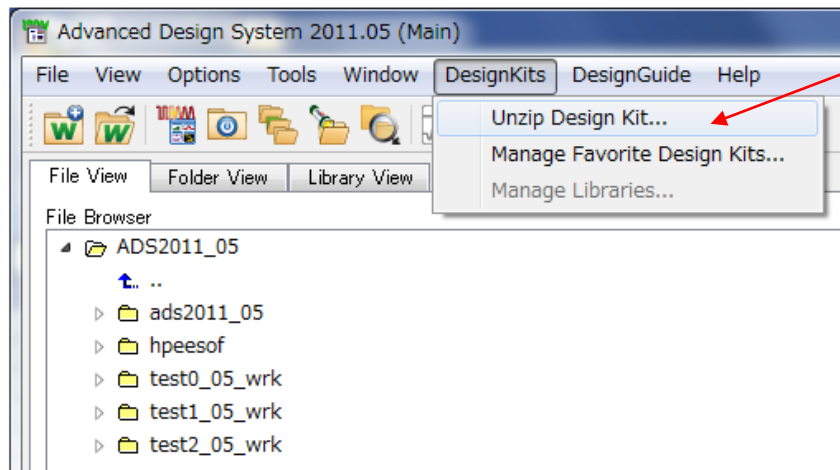 Advanced Design System 2011.05 (Main)
File View Options Tools Window DesignKits DesignGuide Help
Unzip Design Kit...
Manage Favorite Design Kits...
Manage Libraries...
File View Folder View Library View
File Browser
ADS2011_05
..
ads2011_05
hpeesof
test0_05_wrk
test1_05_wrk
test2_05_wrk